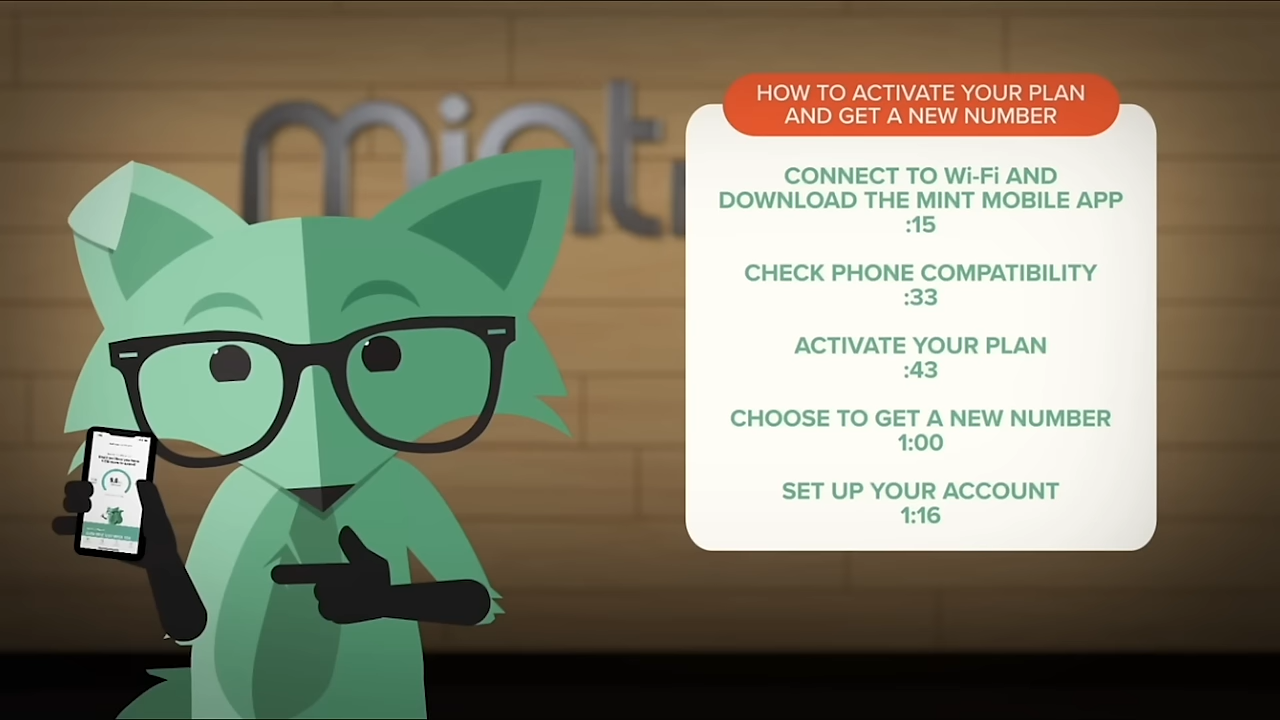 mint
HOW TO ACTIVATE YOUR PLAN
AND GET A NEW NUMBER
CONNECT TO Wi-Fi AND
DOWNLOAD THE MINT MOBILE APP
:15
CHECK PHONE COMPATIBILITY
:33
ACTIVATE YOUR PLAN
:43
CHOOSE TO GET A NEW NUMBER
1:00
SET UP YOUR ACCOUNT
1:16